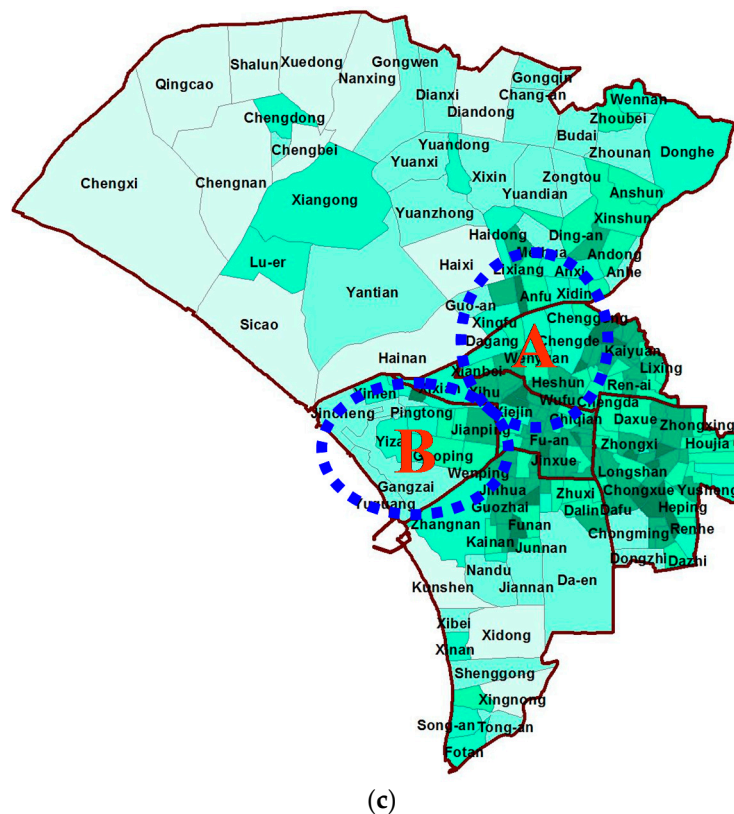 Gongwen
Shalun Xuedong
Nanxing
Qingcao
Gongqin
Dianxi Chang-an
Diandong
Wennan
Zhoubei
Chengdong
Budai
Yuandong
Zhounan Donghe
Chengbei
Yuanxi
Xixin Zongtou
Chengxi Chengnan
Yuandian Anshun
Xiangong
Yuanzhong Xinshun
Haidong Ding-an
Andong
Lu-er Haixi Lixiang Anxi Anhe
Yantian Anfu Xidin
Guo-an
Xingfu Chenggong
Sicao
Dagang A Chengde
Kaiyuan
Hainan Wenyuan
Xianbei Lixing
Heshun Ren-ai
Ximen Xihu
Wufu Chengda
Jincheng Pingtong
Daxue Zhongxing
Jianping Fu-an Zhongxi Houjia
B
Jinxue
Wenping Longshan
Gangzai Jinhua Zhuxi Chongxue Yusheng
Guozhai Dalin Dafu Heping
Zhangnan Funan
Chongming Renhe
Kainan Junnan
Dongzhi Dazhi
Nandu
Kunshen Jiannan Da-en
Xibei
Xidong
Xinan
Shenggong
Xingnong
Song-an Tong-an
Fotan
(c)